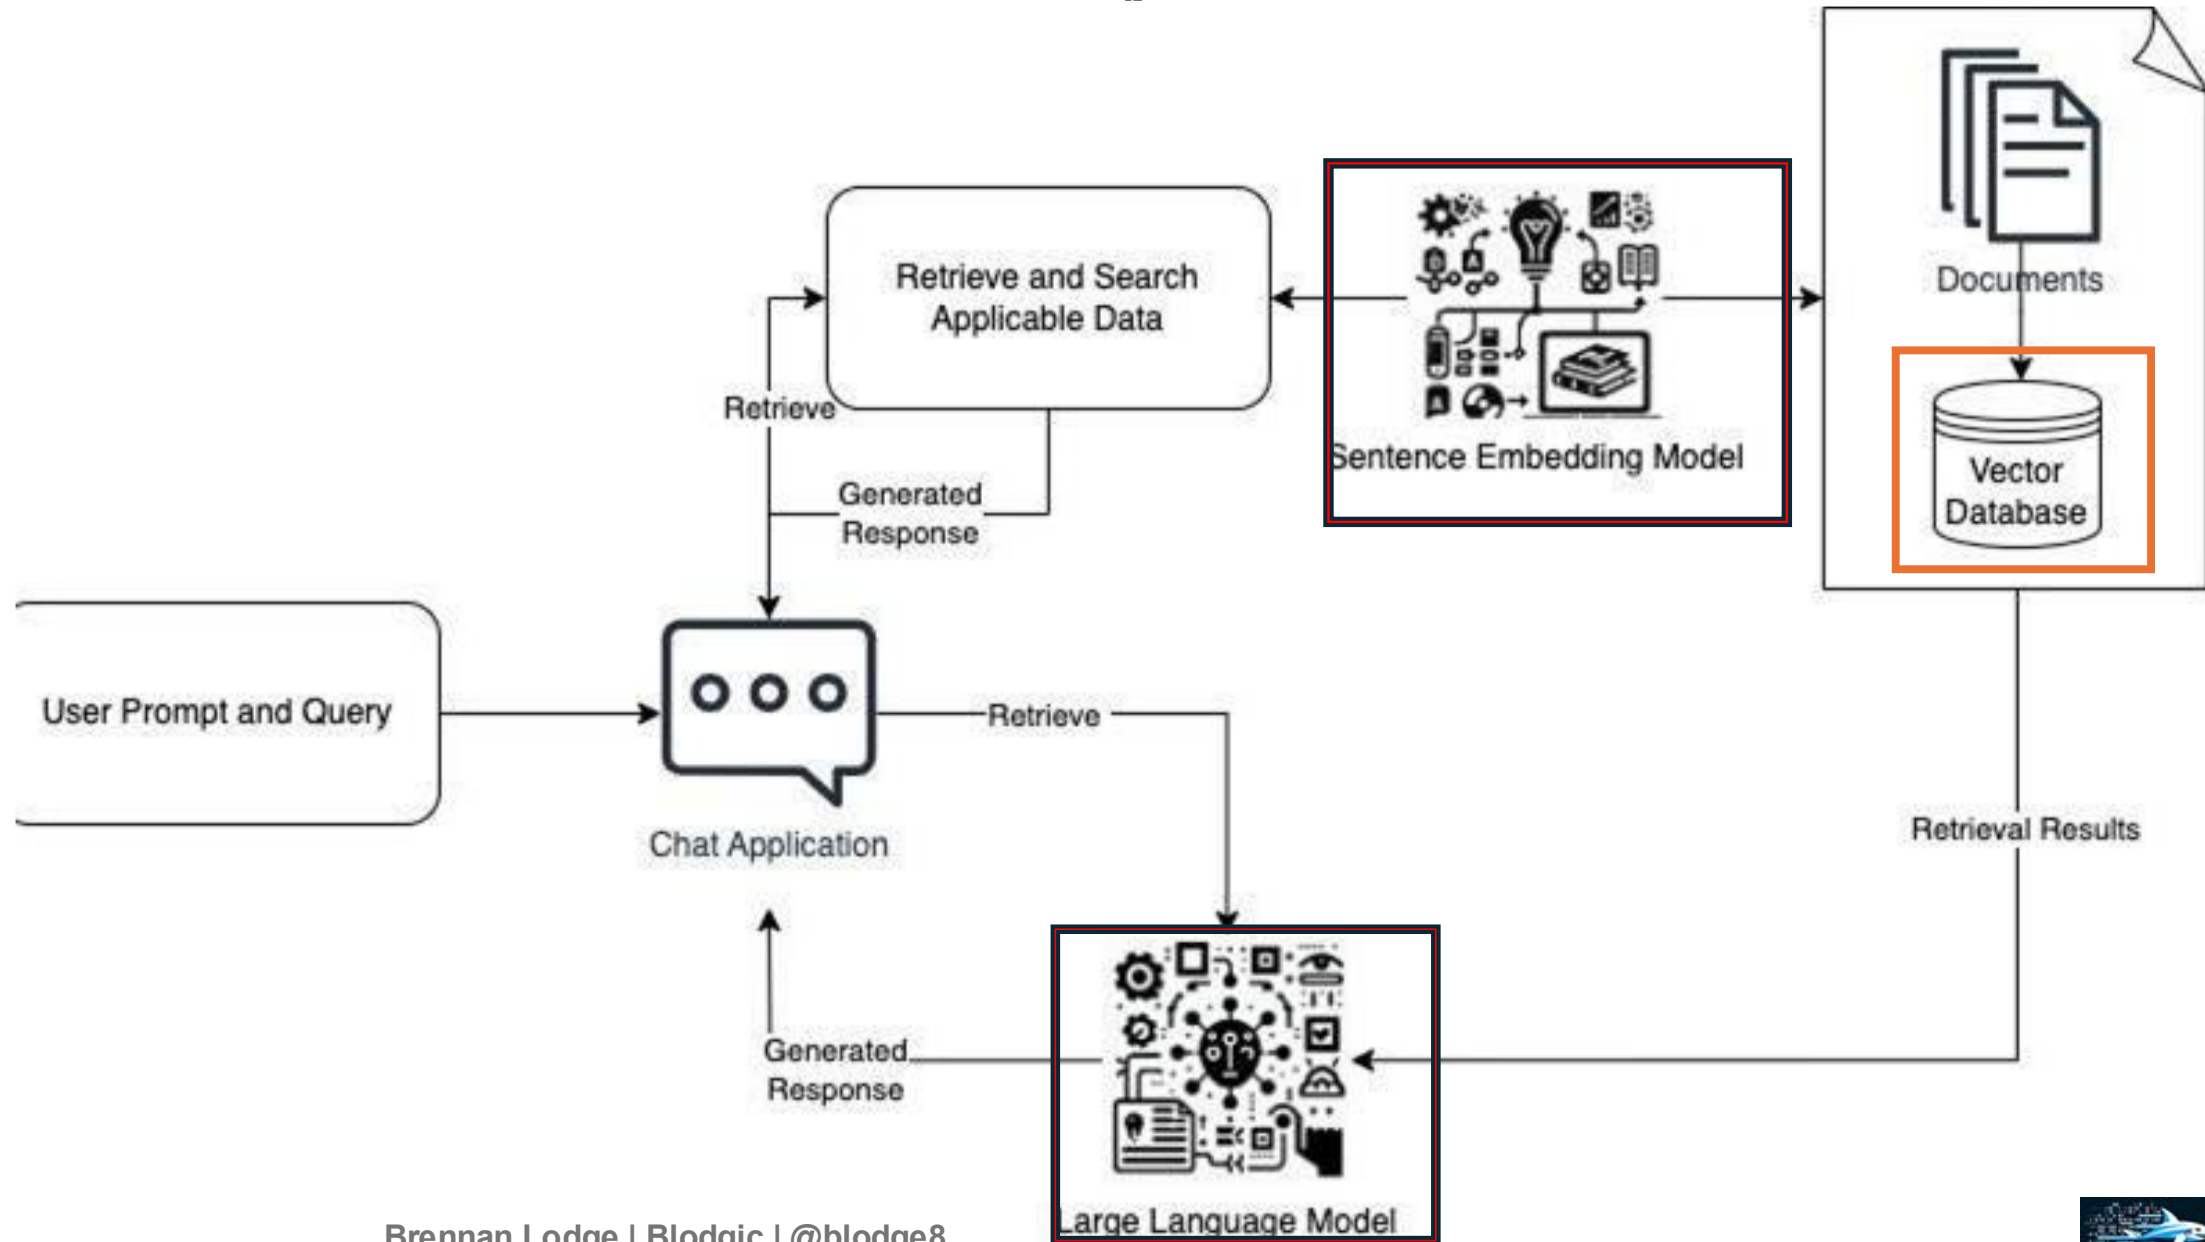 Documents
Retrieve and Search
Applicable Data
Retrieve
Sentence Embedding Model
Vector
Database
Generated
Response
User Prompt and Query
Retrieve
Chat Application
Retrieval Results
Generated
Response
Large Language Model
Brennan Lodge | Blodgic | @blodge8